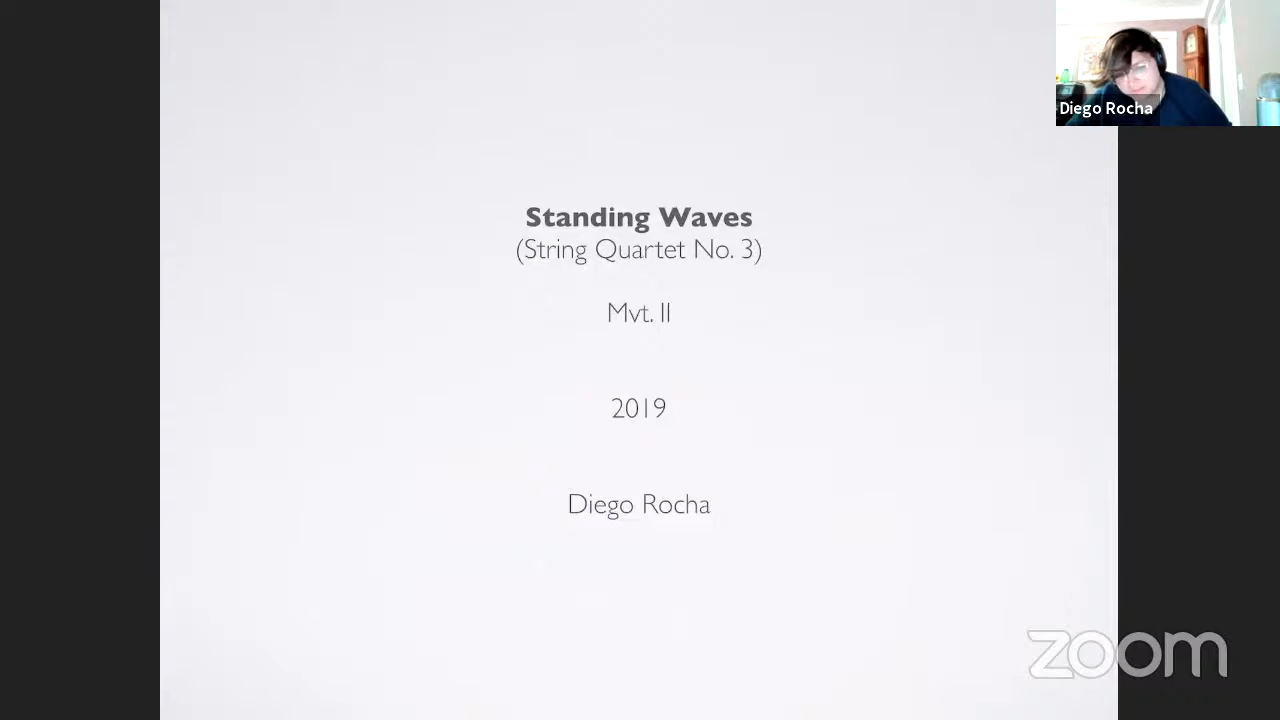 Diego Rocha
Standing Waves
(String Quartet No. 3)
Mvt. II
2019
Diego Rocha
zoom